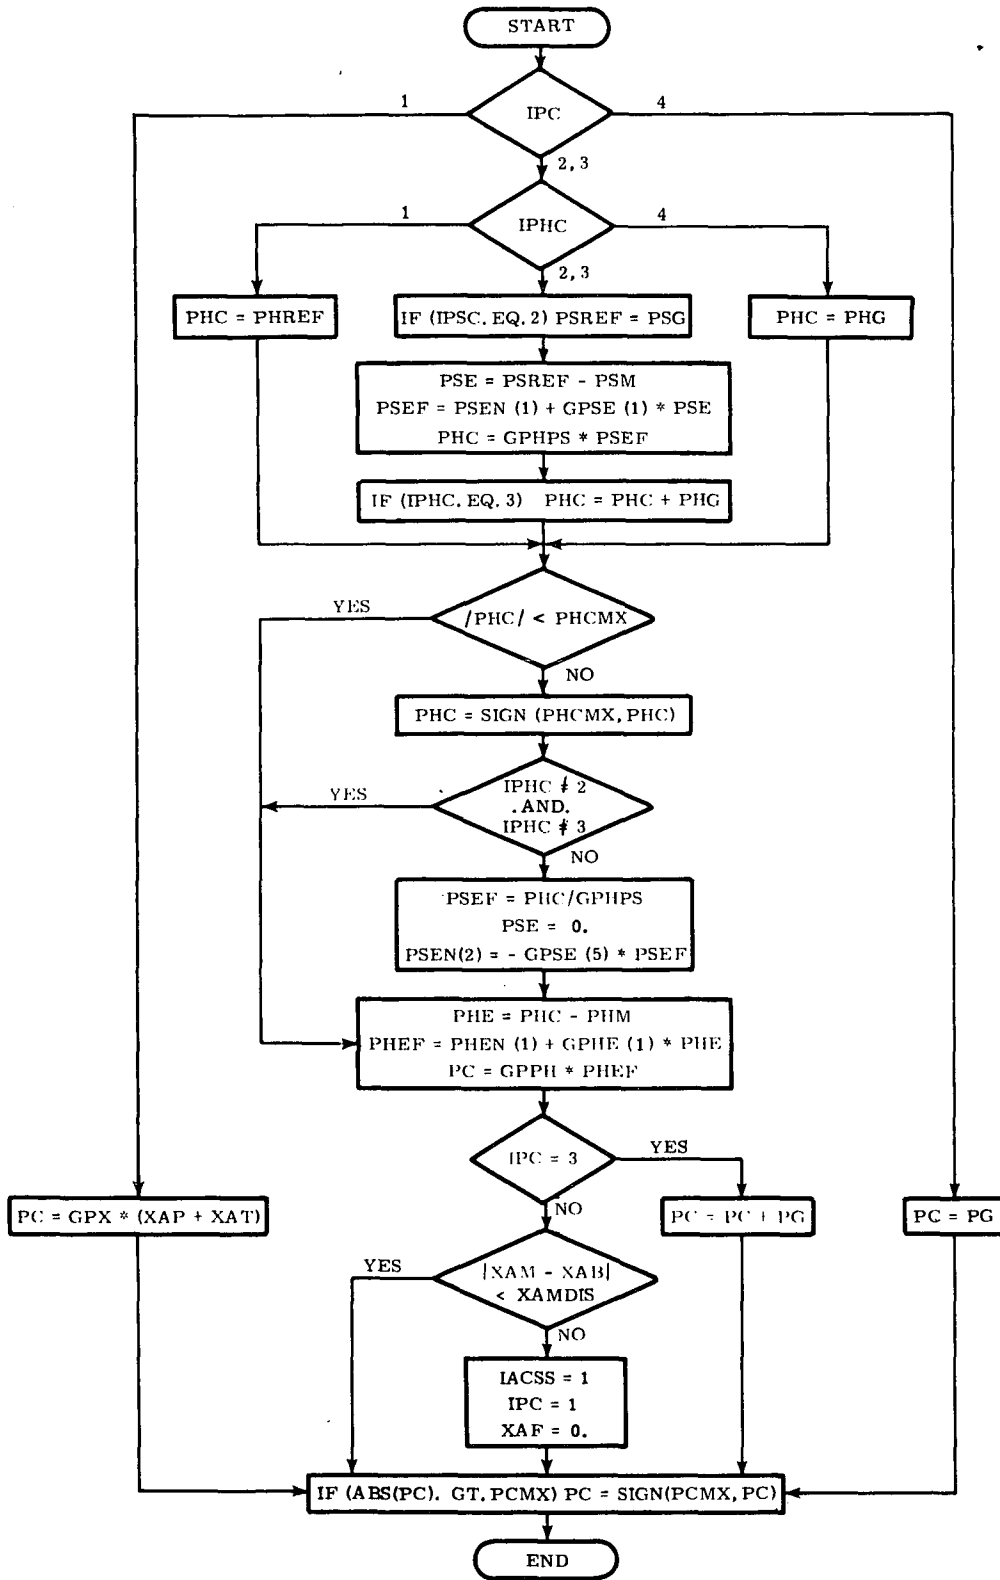 START
1
IPC
4
2, 3
1
IPHC
4
2, 3
PHC = PHREF
IF (IPSC. EQ. 2) PSREF = PSG
PHC = PHG
PSE = PSREF - PSM
PSEF = PSEN (1) + GPSE (1) * PSE
PHC = GPHPS * PSEF
IF (IPHC. EQ. 3) PHC = PHC + PHG
YES
/PHC/ < PHCMX
NO
PHC = SIGN (PHCMX, PHC)
YES
IPHC ≠ 2
. AND.
IPHC ≠ 3
NO
PSEF = PHC/GPHPS
PSE = 0.
PSEN(2) = - GPSE (5) * PSEF
PHE = PHC - PHM
PHEF = PHEN (1) + GPHE (1) * PHE
PC = GPPH * PHEF
IPC = 3
YES
NO
PC = GPX * (XAP + XAT)
PC = PC + PG
PC = PG
YES
|XAM - XAB|
< XAMDIS
NO
IACSS = 1
IPC = 1
XAF = 0.
IF (ABS(PC). GT. PCMX) PC = SIGN(PCMX, PC)
END